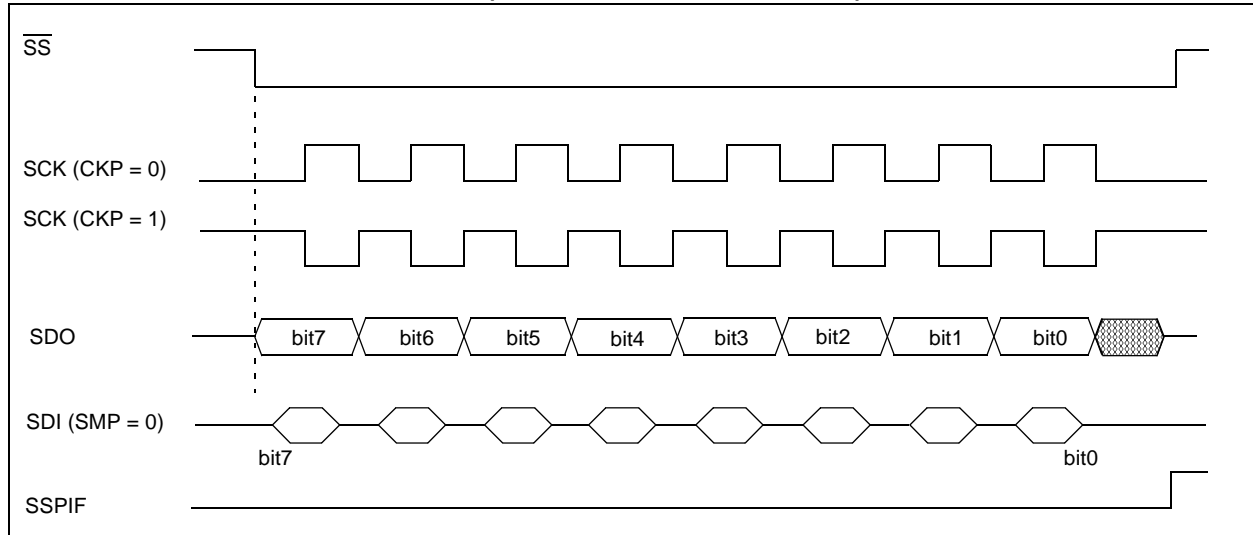 SS
SCK (CKP = 0)
SCK (CKP = 1)
SDO
bit7 bit6 bit5 bit4 bit3 bit2 bit1 bit0
SDI (SMP = 0)
bit7 bit0
SSPIF